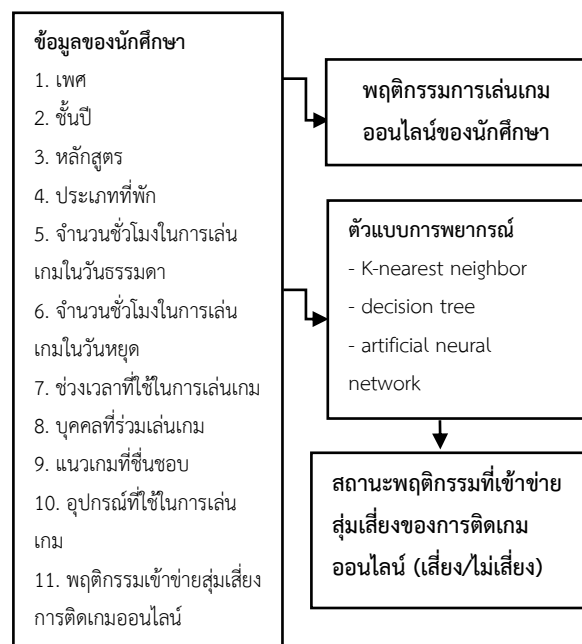 ข้อมูลของนักศึกษา
1. เพศ
2. ชั้นปี
3. หลักสูตร
4. ประเภทที่พัก
5. จำนวนชั่วโมงในการเล่น
เกมในวันธรรมดา
6. จำนวนชั่วโมงในการเล่น
เกมในวันหยุด
7. ช่วงเวลาที่ใช้ในการเล่นเกม
8. บุคคลที่ร่วมเล่นเกม
9. แนวเกมที่ชื่นชอบ
10. อุปกรณ์ที่ใช้ในการเล่น
เกม
11. พฤติกรรมเข้าข่ายสุ่มเสี่ยง
การติดเกมออนไลน์
พฤติกรรมการเล่นเกม
ออนไลน์ของนักศึกษา
ตัวแบบการพยากรณ์
- K-nearest neighbor
- decision tree
- artificial neural
network
สถานะพฤติกรรมที่เข้าข่าย
สุ่มเสี่ยงของการติดเกม
ออนไลน์ (เสี่ยง/ไม่เสี่ยง)